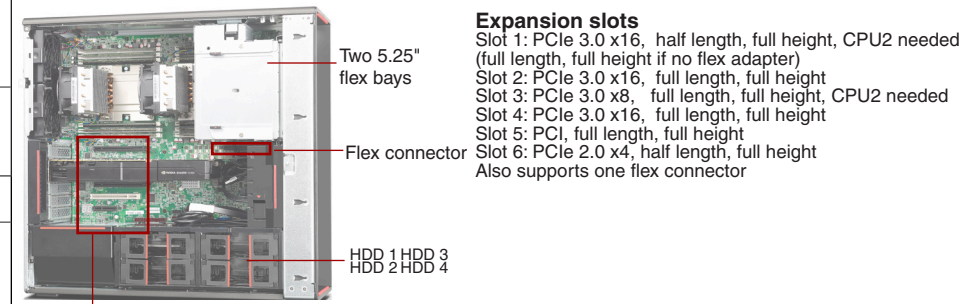 Two 5.25"
flex bays
Flex connector
HDD 1 HDD 3
HDD 2 HDD 4
Expansion slots
Slot 1: PCIe 3.0 x16, half length, full height, CPU2 needed
(full length, full height if no flex adapter)
Slot 2: PCIe 3.0 x16, full length, full height
Slot 3: PCIe 3.0 x8, full length, full height, CPU2 needed
Slot 4: PCIe 3.0 x16, full length, full height
Slot 5: PCI, full length, full height
Slot 6: PCIe 2.0 x4, half length, full height
Also supports one flex connector